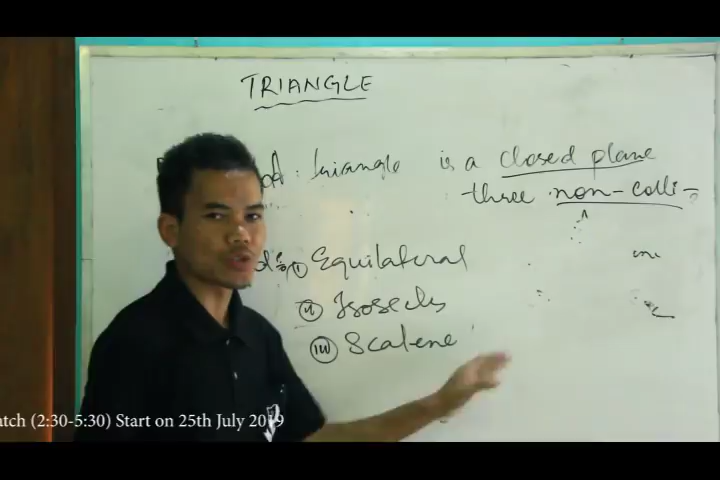 TRIANGLE
A triangle is a closed plane
three non-colli-
(i) Equilateral
(ii) Isoscels
(iii) Scalene
atch (2:30-5:30) Start on 25th July 2019